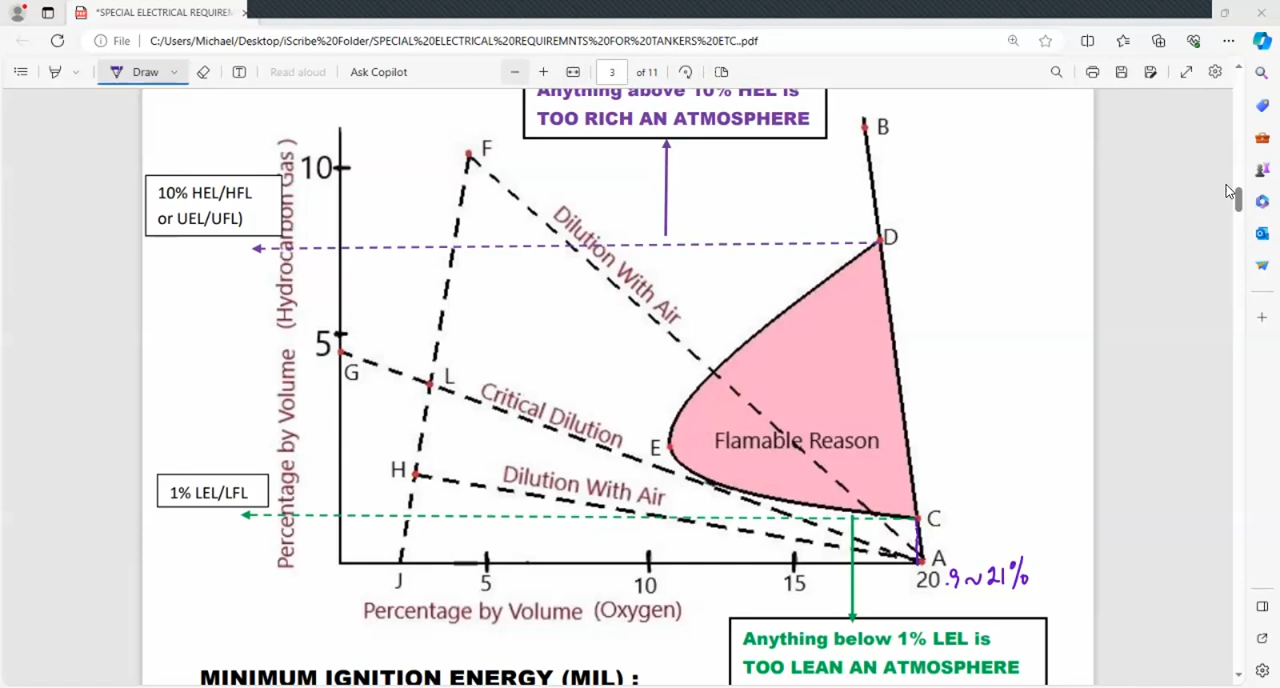 *SPECIAL ELECTRICAL REQUIREM
File
C:/Users/Michael/Desktop/iScribe%20Folder/SPECIAL%20ELECTRICAL%20REQUIREMNTS%20FOR%20TANKERS%20ETC..pdf
Draw
Read aloud
Ask Copilot
3 of 11
Anything above 10% HEL is
TOO RICH AN ATMOSPHERE
B
F
10
10% HEL/HFL
or UEL/UFL)
Percentage by Volume (Hydrocarbon Gas)
Dilution With Air
D
5
G
L
Critical Dilution
E
Flamable Reason
H
Dilution With Air
1% LEL/LFL
C
A
J
5
10
15
20.9~21%
Percentage by Volume (Oxygen)
Anything below 1% LEL is
TOO LEAN AN ATMOSPHERE
MINIMUM IGNITION ENERGY (MIL) :